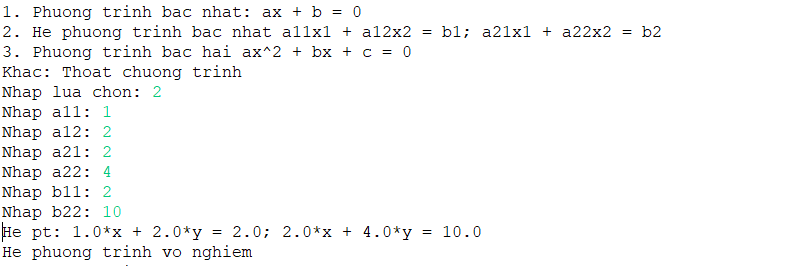 1. Phuong trinh bac nhat: ax + b = 0
2. He phuong trinh bac nhat a11x1 + a12x2 = b1; a21x1 + a22x2 = b2
3. Phuong trinh bac hai ax^2 + bx + c = 0
Khac: Thoat chuong trinh
Nhap lua chon: 2
Nhap a11: 1
Nhap a12: 2
Nhap a21: 2
Nhap a22: 4
Nhap b11: 2
Nhap b22: 10
He pt: 1.0*x + 2.0*y = 2.0; 2.0*x + 4.0*y = 10.0
He phuong trinh vo nghiem